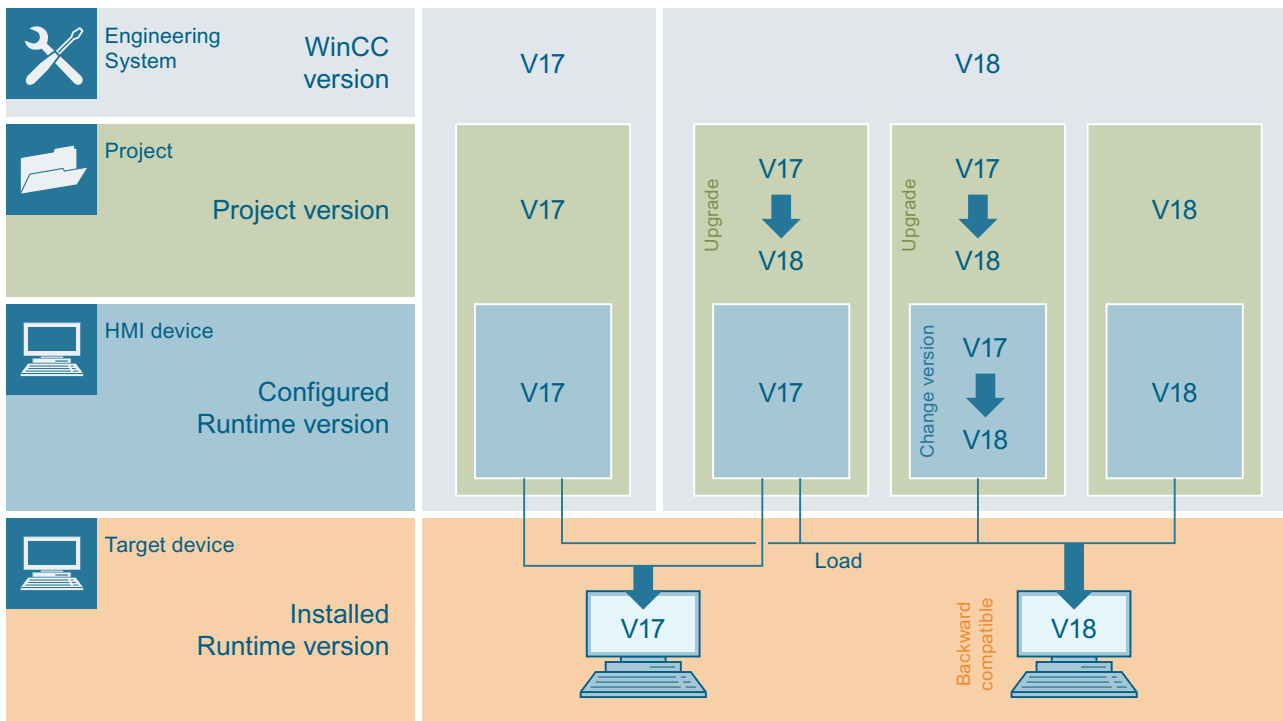 Engineering
System
WinCC
version
V17
V18
Project
Project version
V17
Upgrade
V17
V18
Upgrade
V17
V18
V18
HMI device
Configured
Runtime version
V17
V17
Change version
V17
V18
V18
Target device
Installed
Runtime version
Load
V17
Backward
compatible
V18